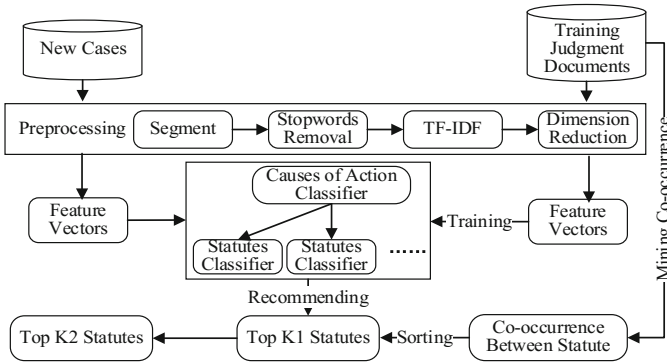 New Cases
Training
Judgment
Documents
Preprocessing
Segment
Stopwords
Removal
TF-IDF
Dimension
Reduction
Mining Co-occurrence
Feature
Vectors
Causes of Action
Classifier
Statutes
Classifier
Statutes
Classifier
......
Training
Feature
Vectors
Recommending
Top K2 Statutes
Top K1 Statutes
Sorting
Co-occurrence
Between Statute